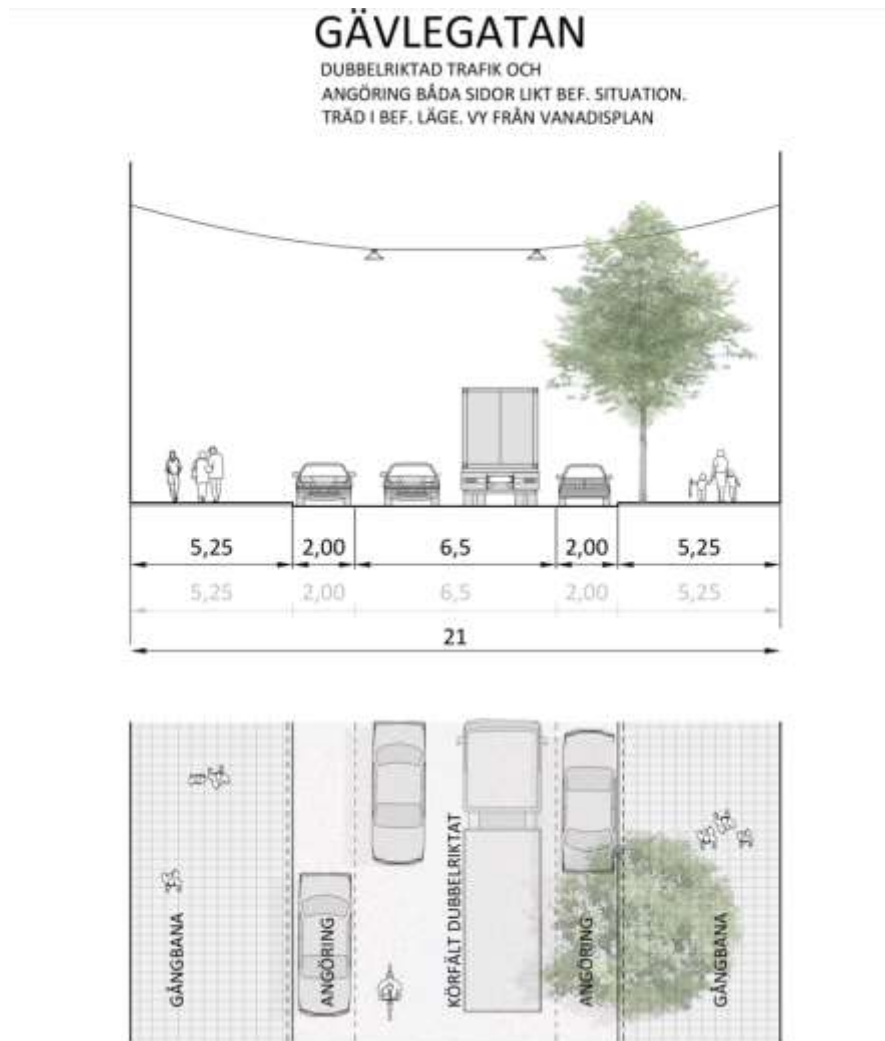 GÄVLEGATAN
DUBBELRIKTAD TRAFIK OCH
ANGÖRING BÅDA SIDOR LIKT BEF. SITUATION.
TRÄD I BEF. LÄGE. VY FRÅN VANADISPLAN
5,25 2,00 6,5 2,00 5,25
5,25 2,00 6,5 2,00 5,25
21
GÅNGBANA
ANGÖRING
KÖRFÄLT DUBBELRIKTAT
ANGÖRING
GÅNGBANA